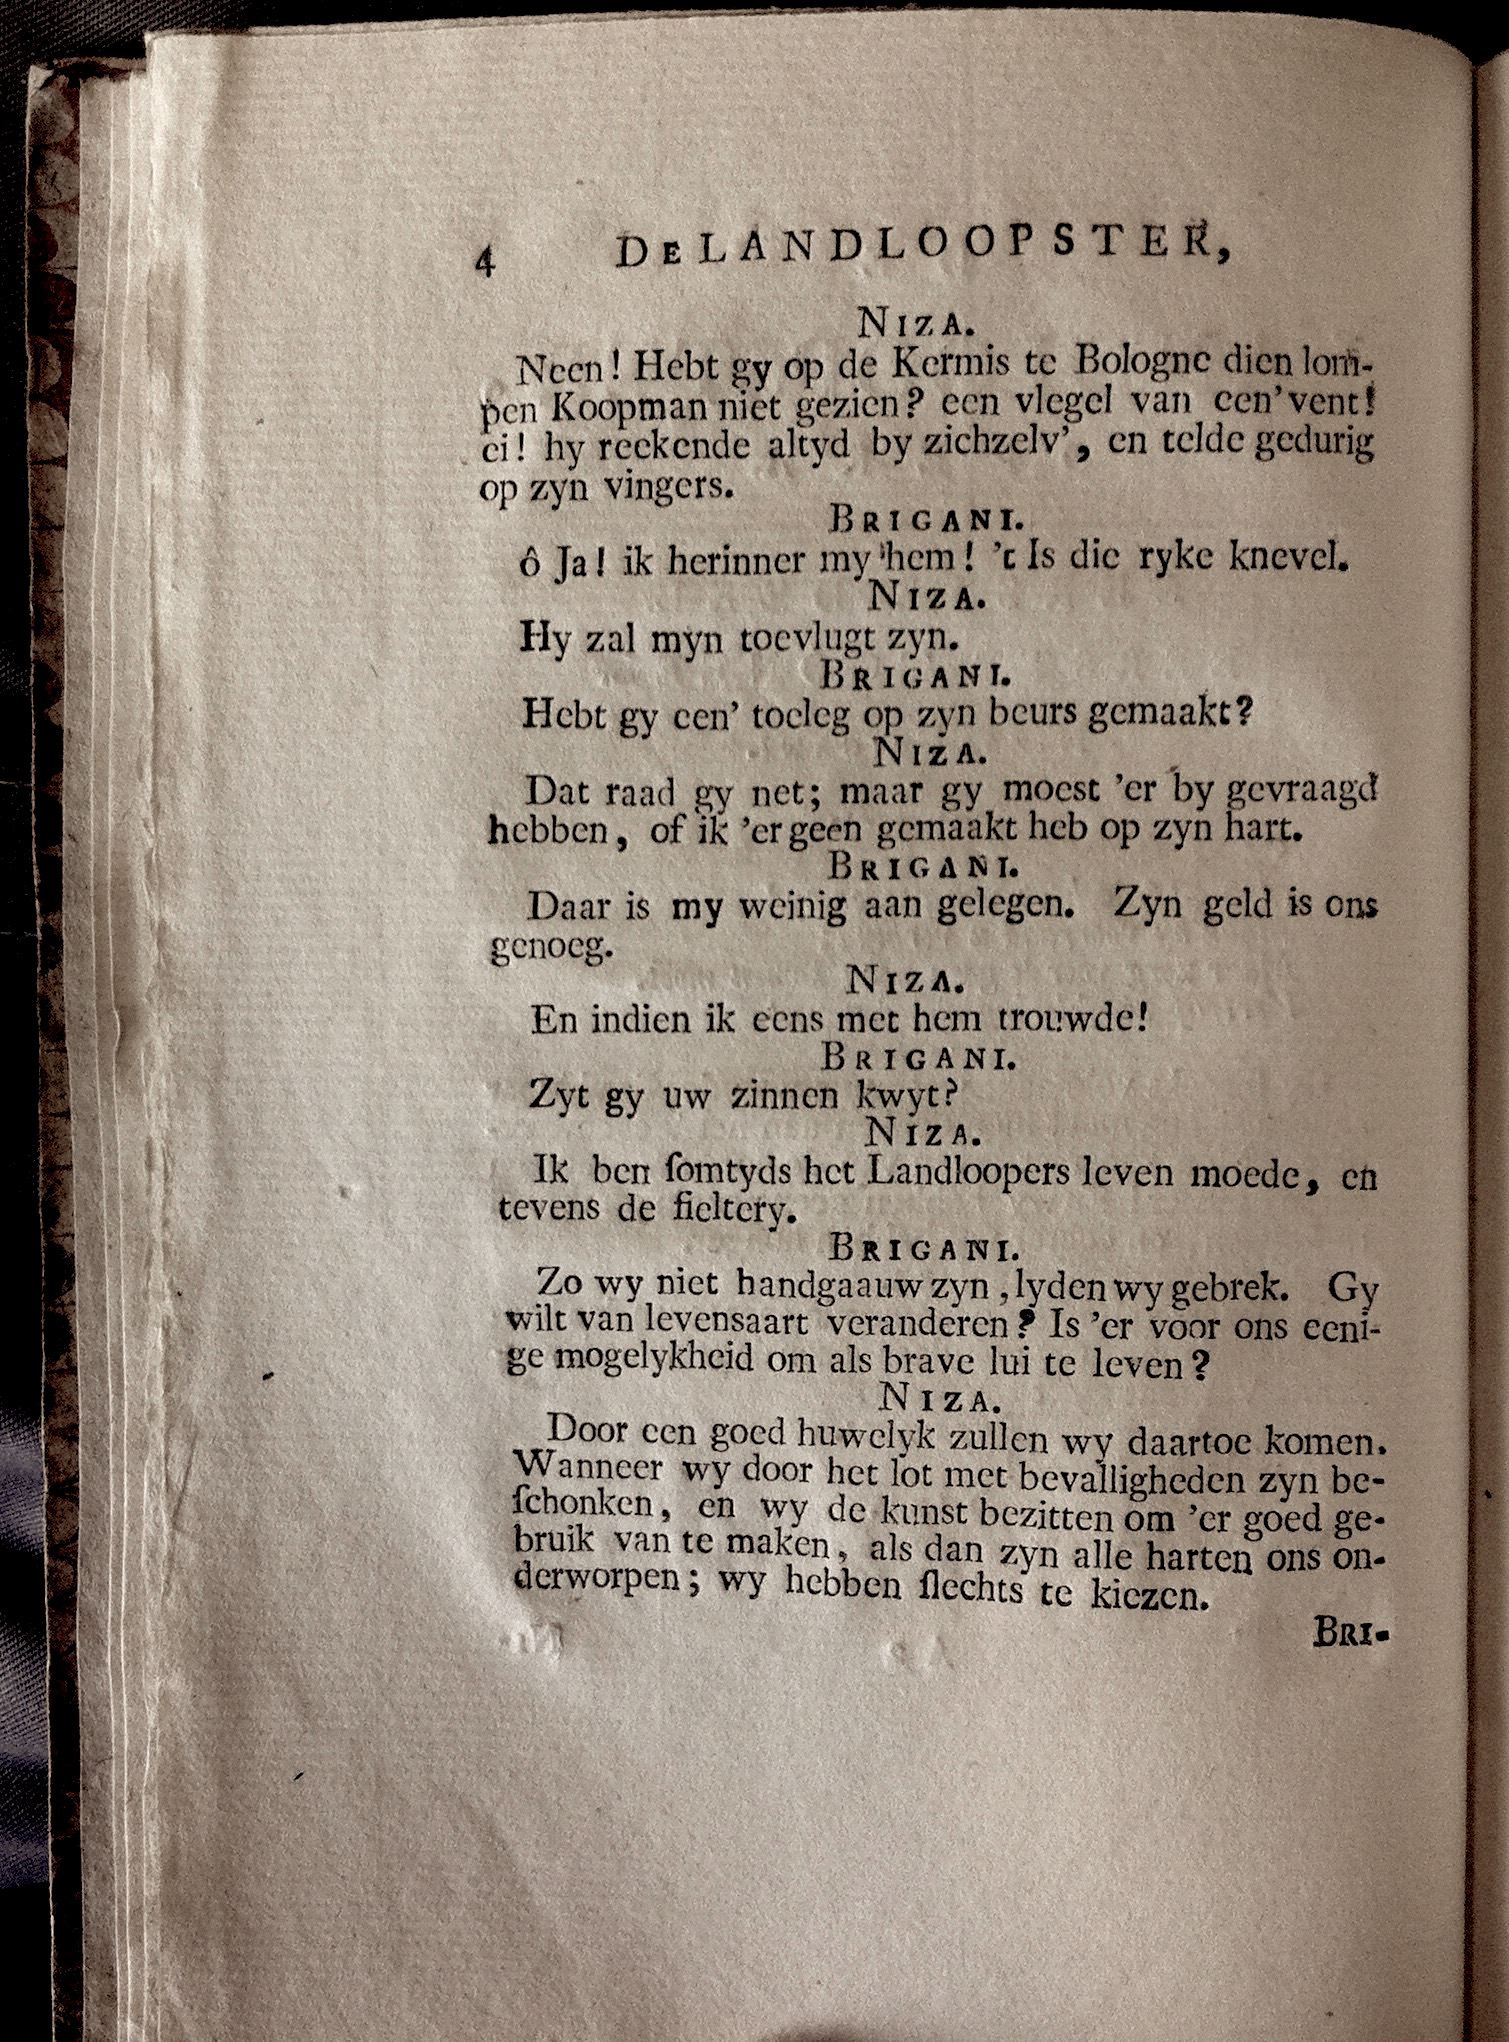 4 DE LANDLOOPSTER,
NIZA.
Neen! Hebt gy op de Kermis te Bologne dien lom-
pen Koopman niet gezien? een vlegel van een' vent!
ei! hy reekende altyd by zichzelv', en telde gedurig
op zyn vingers.
BRIGANI.
ô Ja! ik herinner my hem! 't Is die ryke knevel.
NIZA.
Hy zal myn toevlugt zyn.
BRIGANI.
Hebt gy een' toeleg op zyn beurs gemaakt?
NIZA.
Dat raad gy net; maar gy moest 'er by gevraagd
hebben, of ik 'er geen gemaakt heb op zyn hart.
BRIGANI.
Daar is my weinig aan gelegen. Zyn geld is ons
genoeg.
NIZA.
En indien ik eens met hem trouwde!
BRIGANI.
Zyt gy uw zinnen kwyt?
NIZA.
Ik ben ſomtyds het Landloopers leven moede, en
tevens de fieltery.
BRIGANI.
Zo wy niet handgaauw zyn, lyden wy gebrek. Gy
wilt van levensaart veranderen? Is 'er voor ons eeni-
ge mogelykheid om als brave lui te leven?
NIZA.
Door een goed huwelyk zullen wy daartoe komen.
Wanneer wy door het lot met bevalligheden zyn be-
ſchonken, en wy de kunst bezitten om 'er goed ge-
bruik van te maken, als dan zyn alle harten ons on-
derworpen; wy hebben ſlechts te kiezen.
BRI-